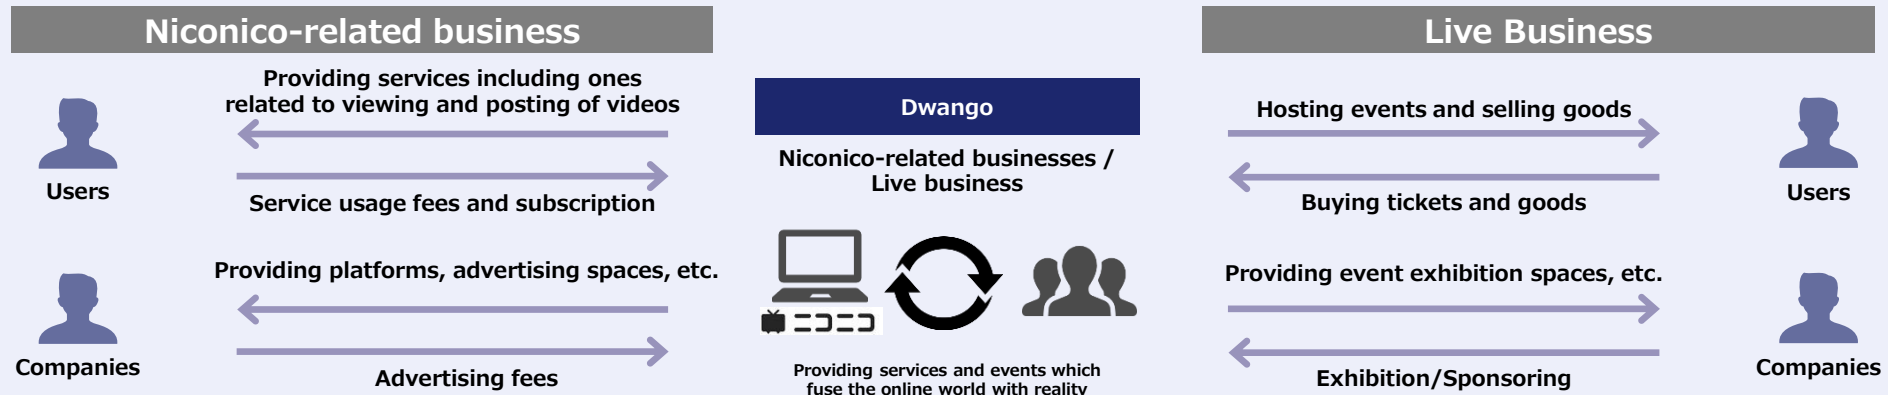 Niconico-related business
Providing services including ones
related to viewing and posting of videos
Users
Service usage fees and subscription
Providing platforms, advertising spaces, etc.
Companies
Advertising fees
Dwango
Niconico-related businesses /
Live business
ニコニコ
Providing services and events which
fuse the online world with reality
Live Business
Hosting events and selling goods
Users
Buying tickets and goods
Providing event exhibition spaces, etc.
Companies
Exhibition/Sponsoring